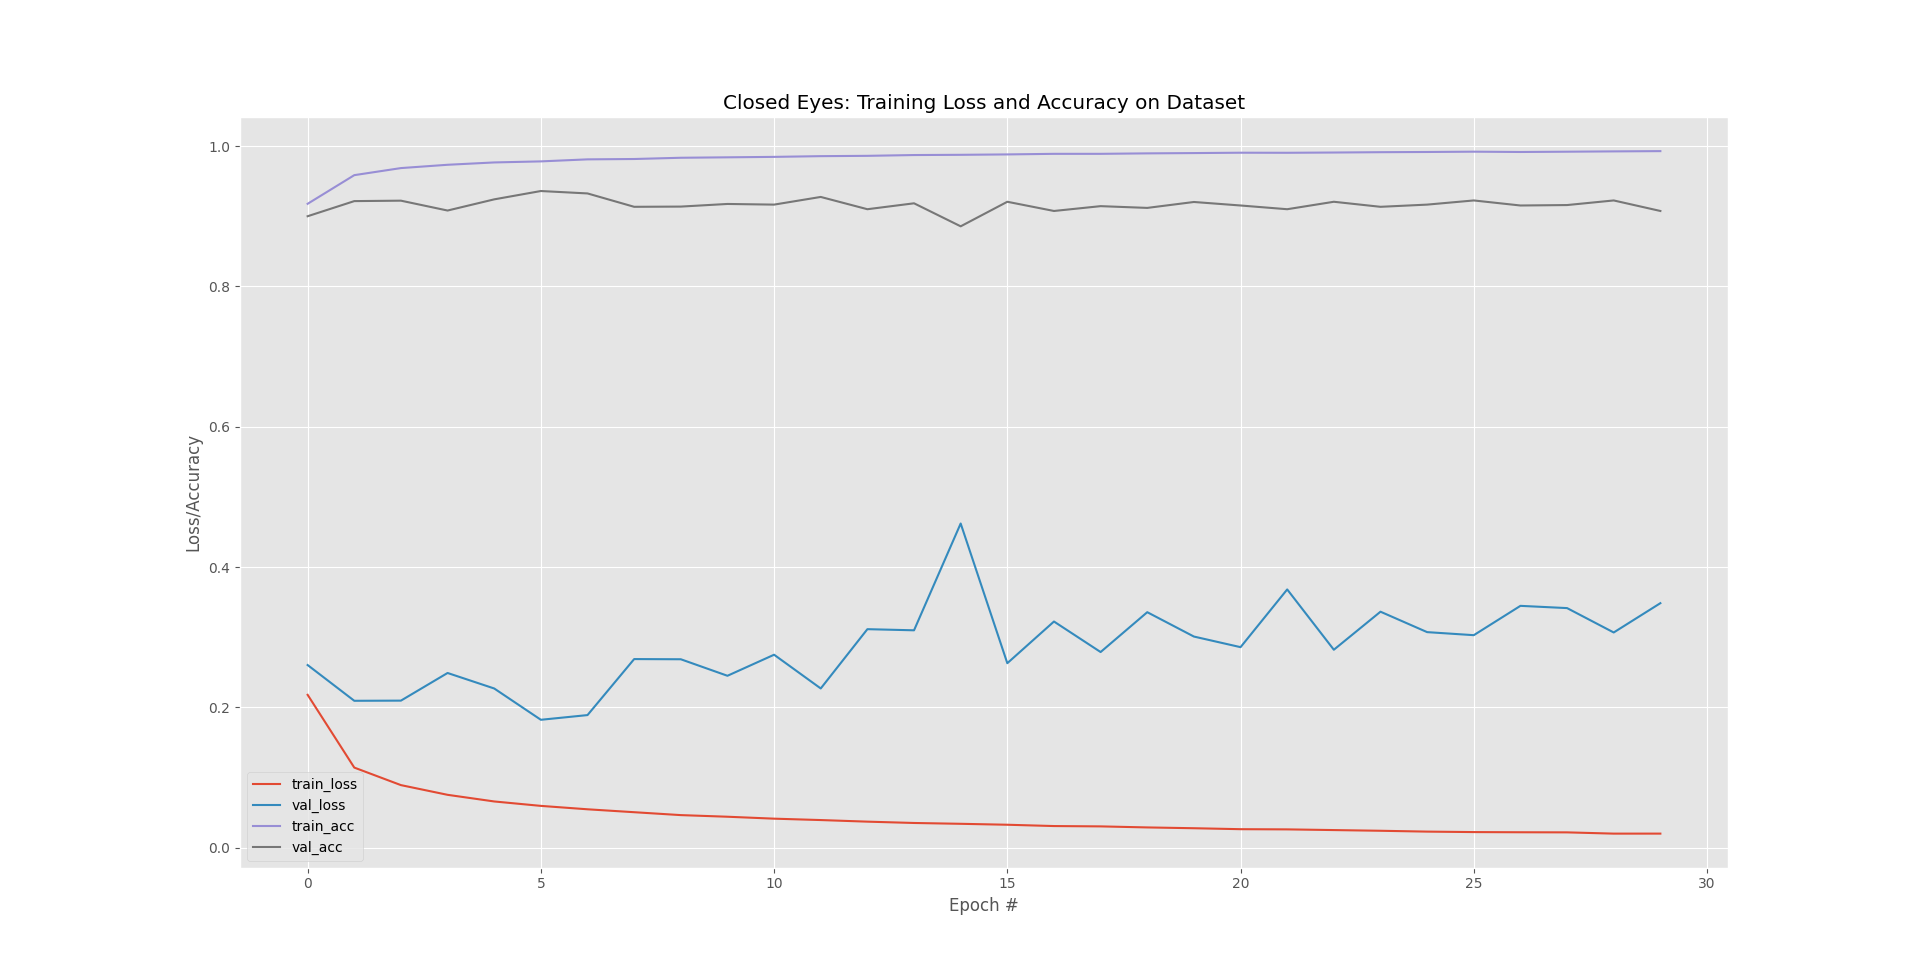 Closed Eyes: Training Loss and Accuracy on Dataset
1.0
0.8
0.6
0.4
0.2
0.0
Loss/Accuracy
train_loss
val_loss
train_acc
val_acc
0 5 10 15 20 25 30
Epoch #